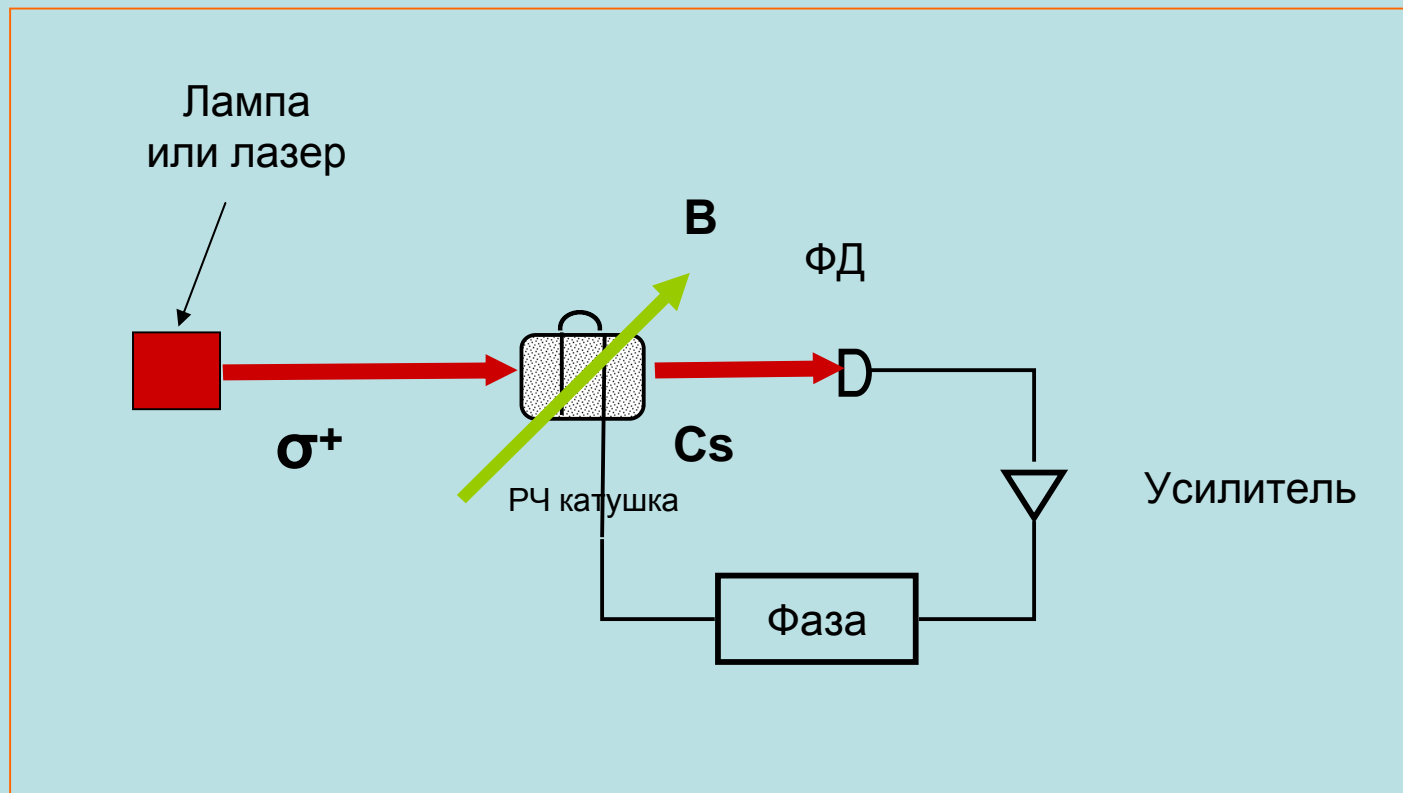 Лампа
или лазер
B
ФД
σ+
Cs
РЧ катушка
Усилитель
Фаза